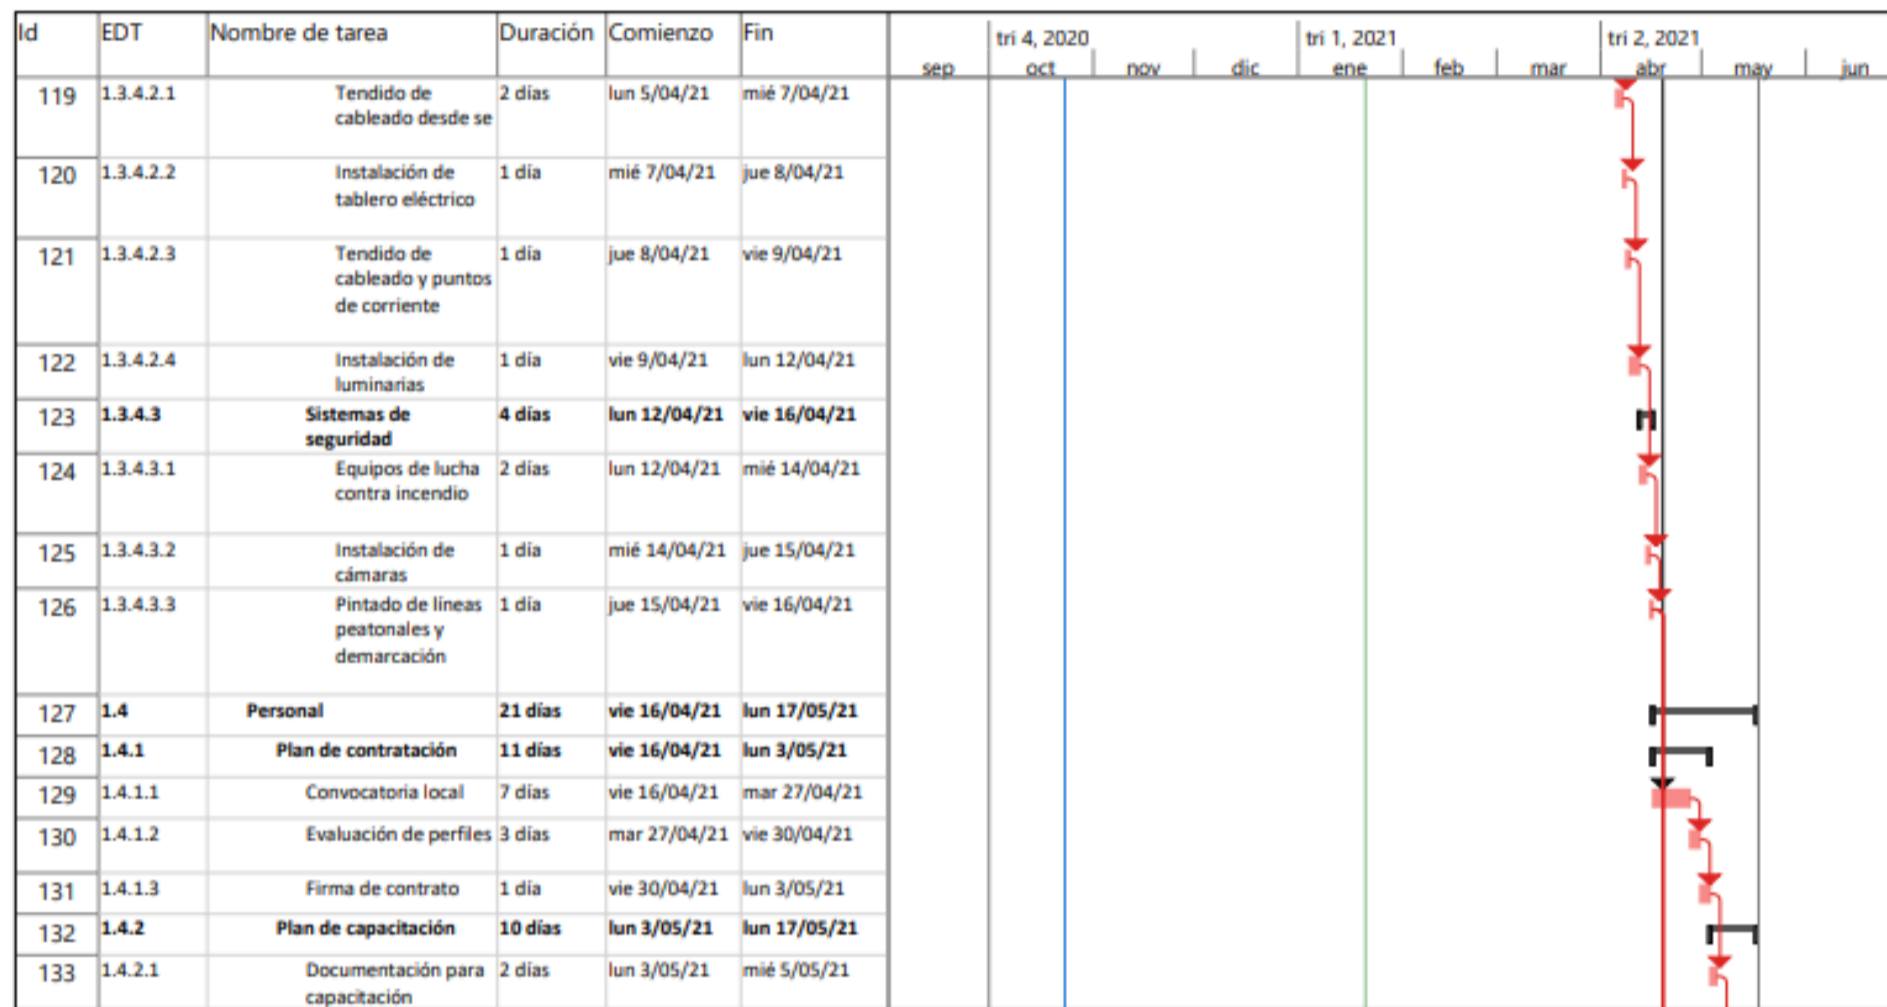 Id EDT Nombre de tarea Duración Comienzo Fin
tri 4, 2020 tri 1, 2021 tri 2, 2021
sep oct nov dic ene feb mar abr may jun
119 1.3.4.2.1 Tendido de 2 días lun 5/04/21 mié 7/04/21
cableado desde se
120 1.3.4.2.2 Instalación de 1 día mié 7/04/21 jue 8/04/21
tablero eléctrico
121 1.3.4.2.3 Tendido de 1 día jue 8/04/21 vie 9/04/21
cableado y puntos
de corriente
122 1.3.4.2.4 Instalación de 1 día vie 9/04/21 lun 12/04/21
luminarias
123 1.3.4.3 Sistemas de 4 días lun 12/04/21 vie 16/04/21
seguridad
124 1.3.4.3.1 Equipos de lucha 2 días lun 12/04/21 mié 14/04/21
contra incendio
125 1.3.4.3.2 Instalación de 1 día mié 14/04/21 jue 15/04/21
cámaras
126 1.3.4.3.3 Pintado de líneas 1 día jue 15/04/21 vie 16/04/21
peatonales y
demarcación
127 1.4 Personal 21 días vie 16/04/21 lun 17/05/21
128 1.4.1 Plan de contratación 11 días vie 16/04/21 lun 3/05/21
129 1.4.1.1 Convocatoria local 7 días vie 16/04/21 mar 27/04/21
130 1.4.1.2 Evaluación de perfiles 3 días mar 27/04/21 vie 30/04/21
131 1.4.1.3 Firma de contrato 1 día vie 30/04/21 lun 3/05/21
132 1.4.2 Plan de capacitación 10 días lun 3/05/21 lun 17/05/21
133 1.4.2.1 Documentación para 2 días lun 3/05/21 mié 5/05/21
capacitación